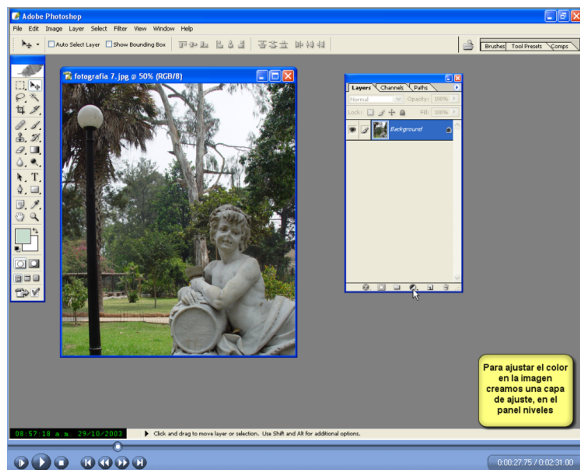 Adobe Photoshop
File Edit Image Layer Select Filter View Window Help
Auto Select Layer Show Bounding Box
Brushes Tool Presets Comps
fotografia 7.jpg @ 50% (RGB/8)
Layers Channels Paths
Normal Opacity: 100%
Lock: Fill: 100%
Background
Para ajustar el color
en la imagen
creamos una capa
de ajuste, en el
panel niveles
08:57:18 a m. 29/10/2003 Click and drag to move layer or selection. Use Shift and Alt for additional options.
0:00:27.75 / 0:02:31.00